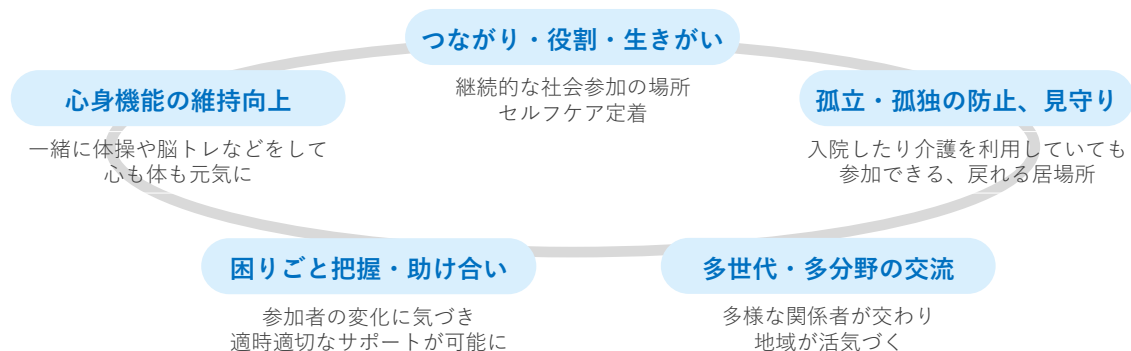 つながり・役割・生きがい
継続的な社会参加の場所
セルフケア定着
心身機能の維持向上
一緒に体操や脳トレなどをして
心も体も元気に
孤立・孤独の防止、見守り
入院したり介護を利用していても
参加できる、戻れる居場所
困りごと把握・助け合い
参加者の変化に気づき
適時適切なサポートが可能に
多世代・多分野の交流
多様な関係者が交わり
地域が活気づく